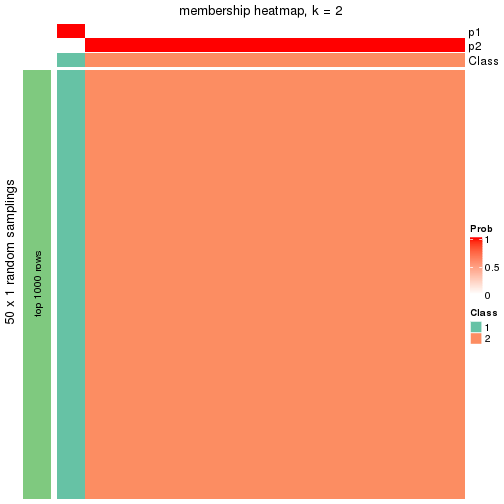 membership heatmap, k = 2
p1
p2
Class
50 x 1 random samplings
top 1000 rows
Prob
1
0.5
0
Class
1
2